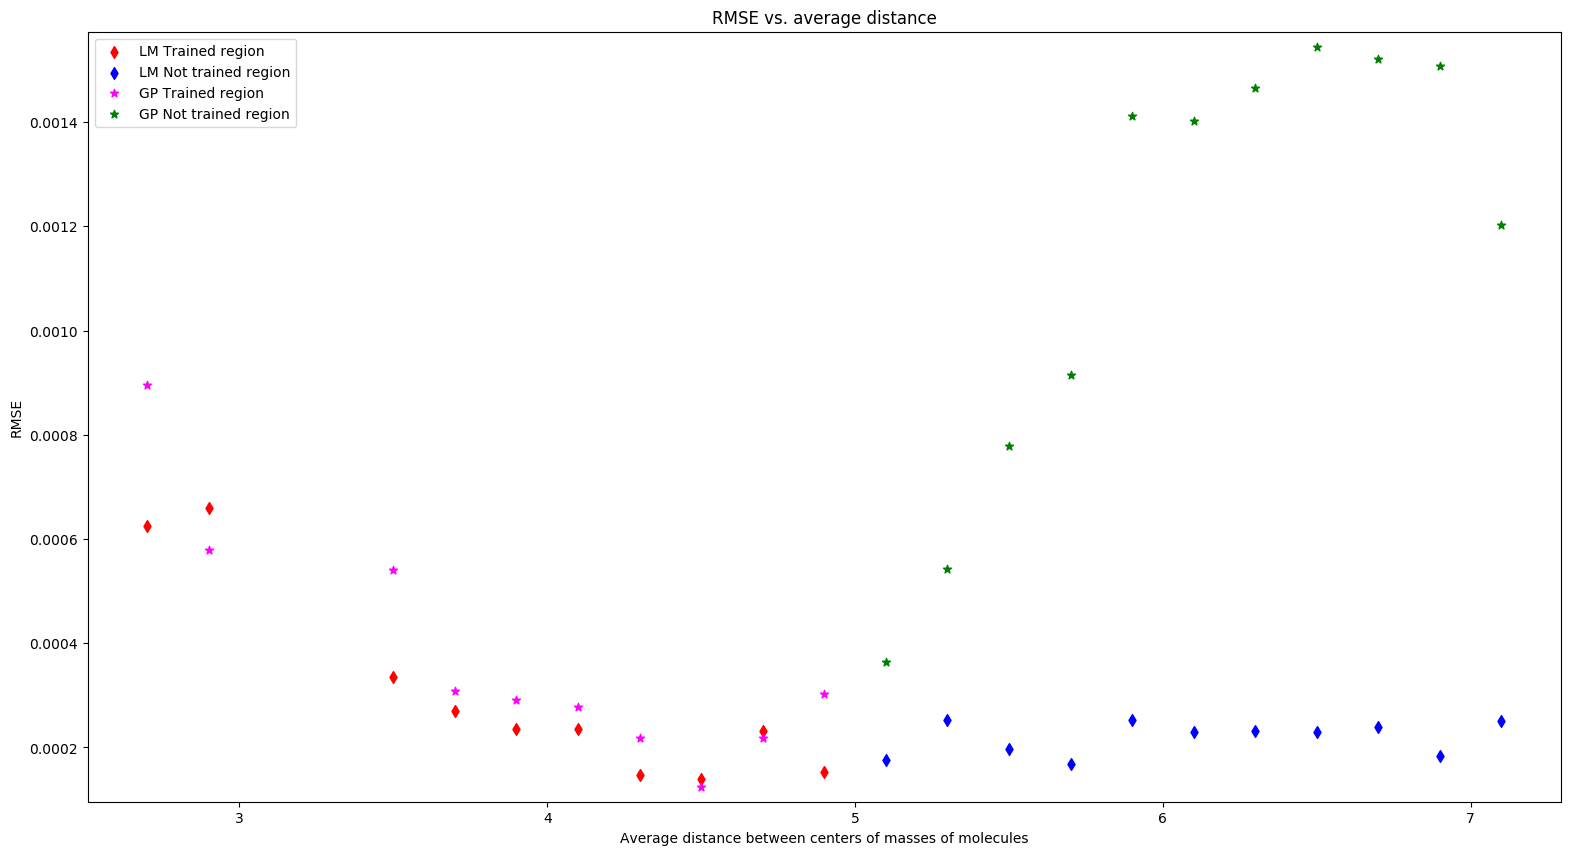 RMSE vs. average distance
LM Trained region
LM Not trained region
GP Trained region
GP Not trained region
0.0014
0.0012
0.0010
0.0008
0.0006
0.0004
0.0002
RMSE
3 4 5 6 7
Average distance between centers of masses of molecules